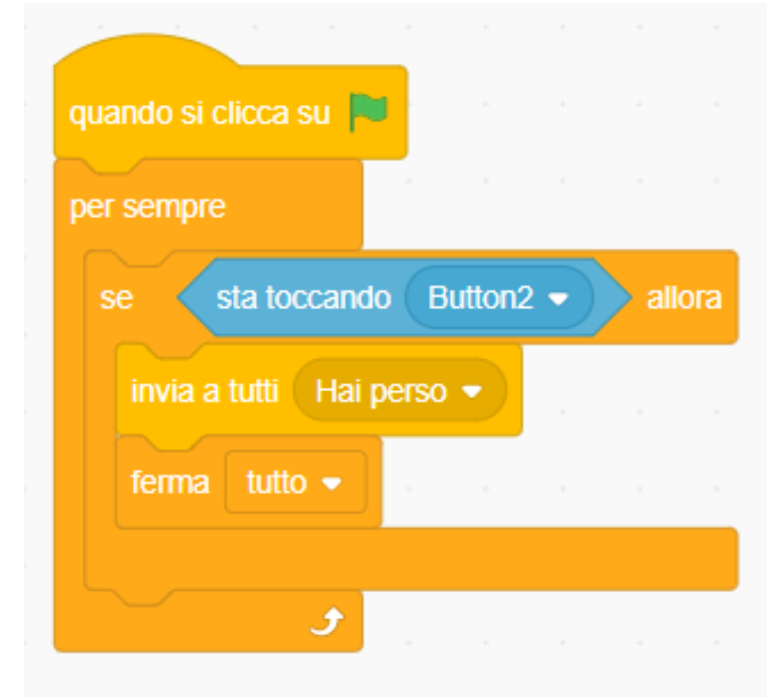 quando si clicca su
per sempre
se sta toccando Button2 allora
invia a tutti Hai perso
ferma tutto